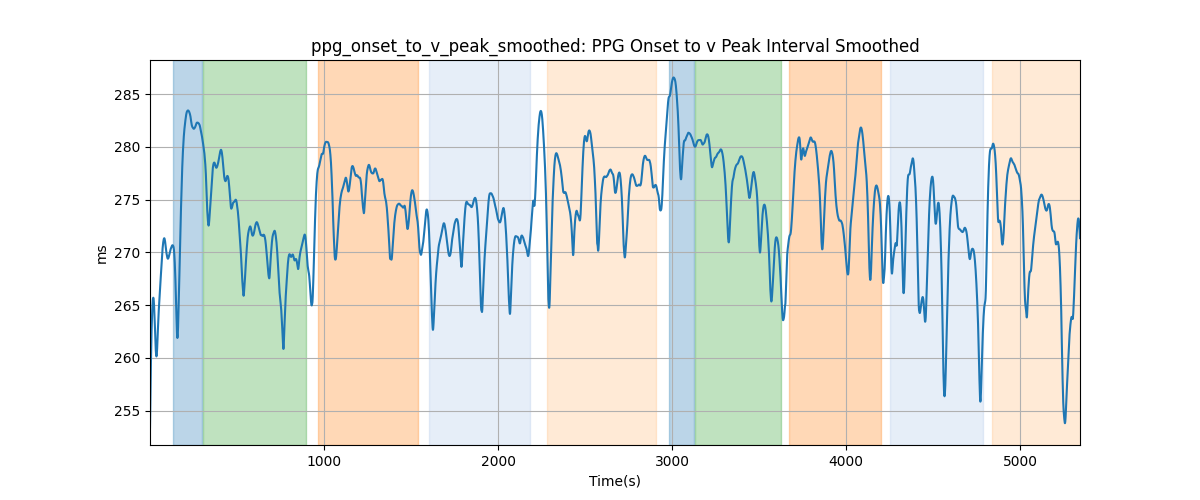 ppg_onset_to_v_peak_smoothed: PPG Onset to v Peak Interval Smoothed
285
280
275
270
265
260
255
ms
1000 2000 3000 4000 5000
Time(s)